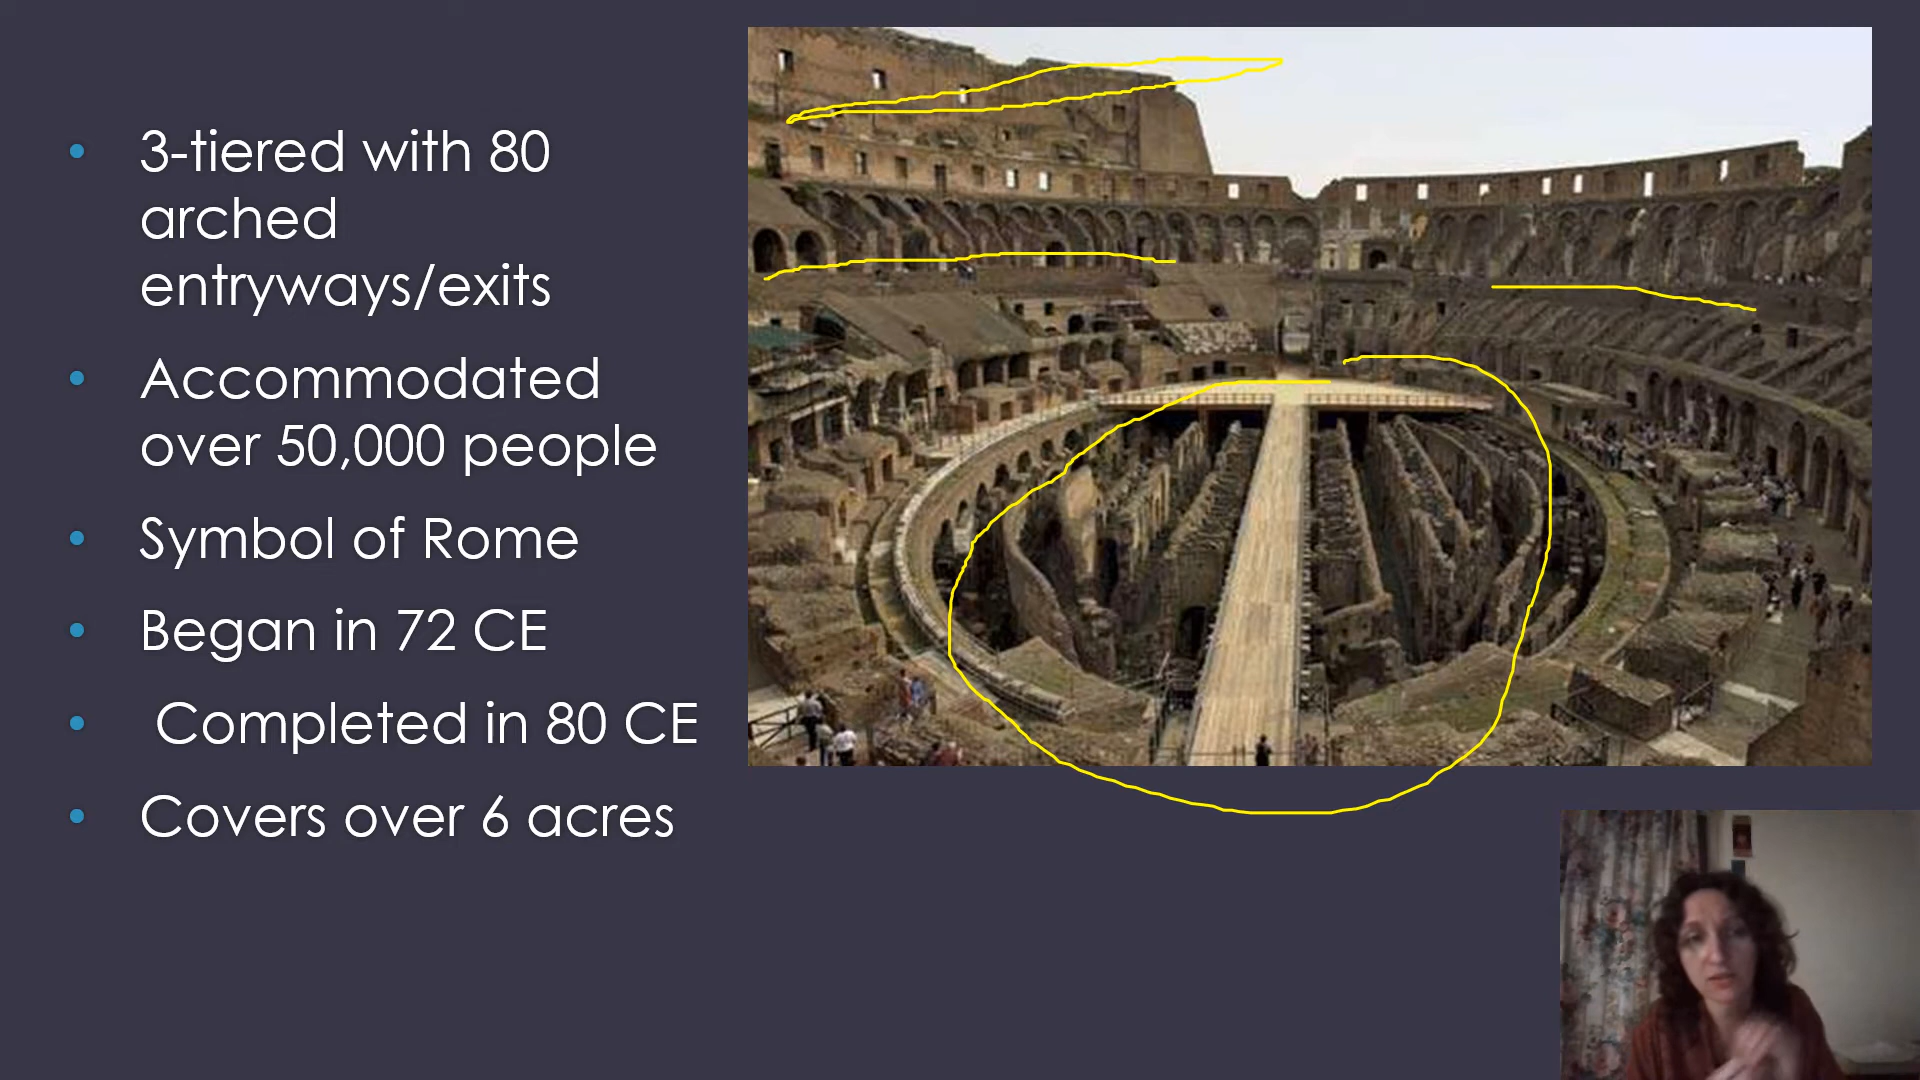 • 3-tiered with 80
arched
entryways/exits
• Accommodated
over 50,000 people
• Symbol of Rome
• Began in 72 CE
• Completed in 80 CE
• Covers over 6 acres